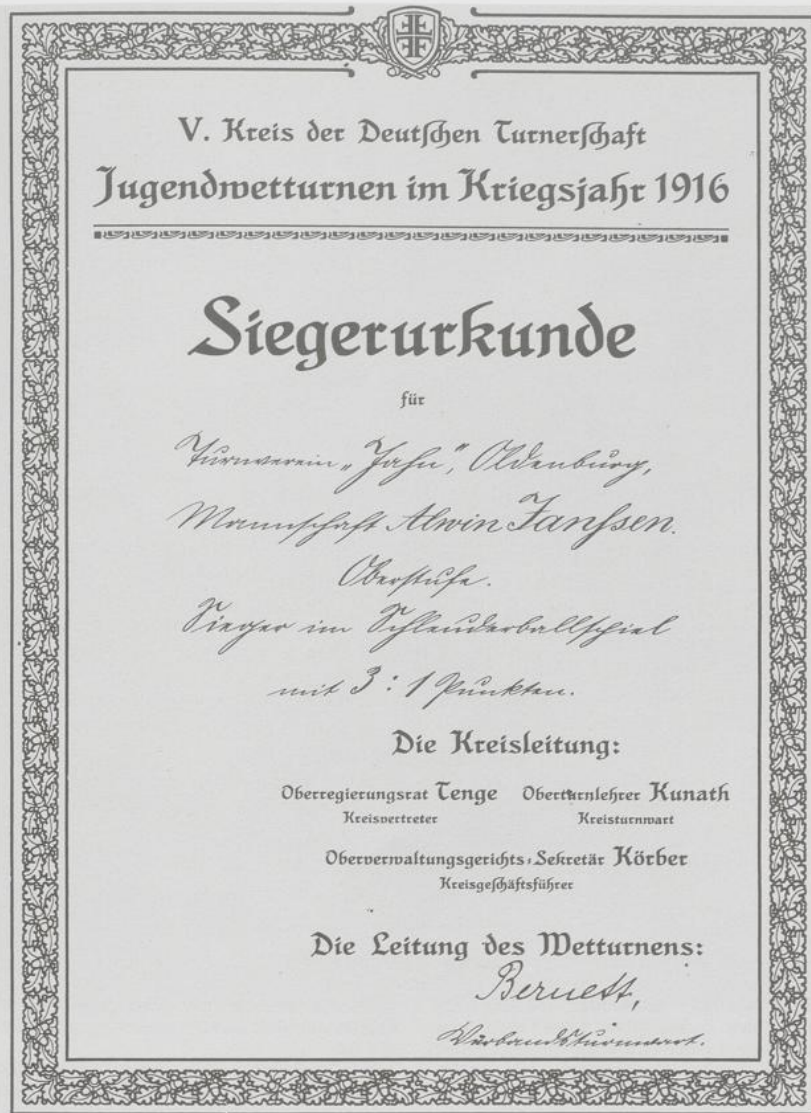 V. Kreis der Deutſchen Turnerſchaft
Jugendwetturnen im Kriegsjahr 1916
Siegerurkunde
für
Turnverein „Jahn“, Oldenburg,
Mannſchaft Alwin Janſsen.
Oberſtufe.
Sieger im Schleuderballſpiel
mit 3 : 1 Punkten.
Die Kreisleitung:
Oberregierungsrat Tenge Oberturnlehrer Kunath
Kreisvertreter Kreisturnwart
Oberverwaltungsgerichts-Sekretär Körber
Kreisgeſchäftsführer
Die Leitung des Wetturnens:
Bernett,
Verbandsturnwart.